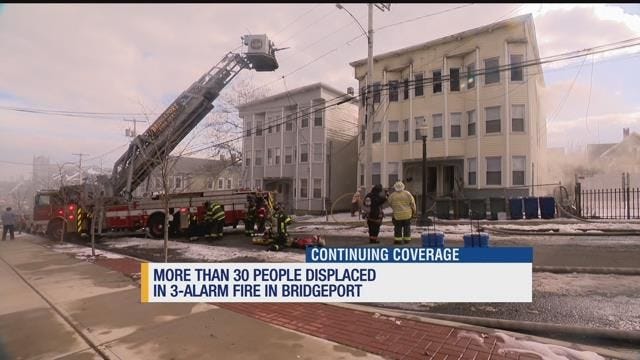 CONTINUING COVERAGE
MORE THAN 30 PEOPLE DISPLACED
IN 3-ALARM FIRE IN BRIDGEPORT